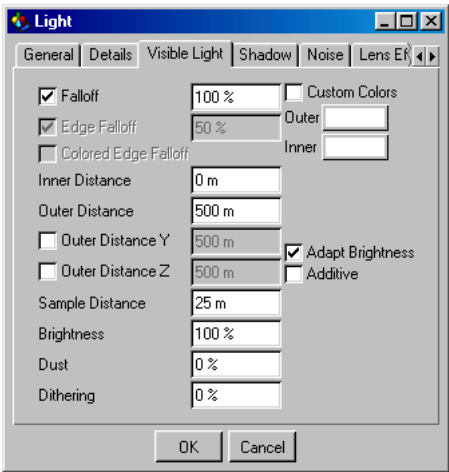 Light
General Details Visible Light Shadow Noise Lens Ef
Falloff 100 % Custom Colors
Edge Falloff 50 % Outer
Colored Edge Falloff Inner
Inner Distance 0 m
Outer Distance 500 m
Outer Distance Y 500 m Adapt Brightness
Outer Distance Z 500 m Additive
Sample Distance 25 m
Brightness 100 %
Dust 0 %
Dithering 0 %
OK Cancel